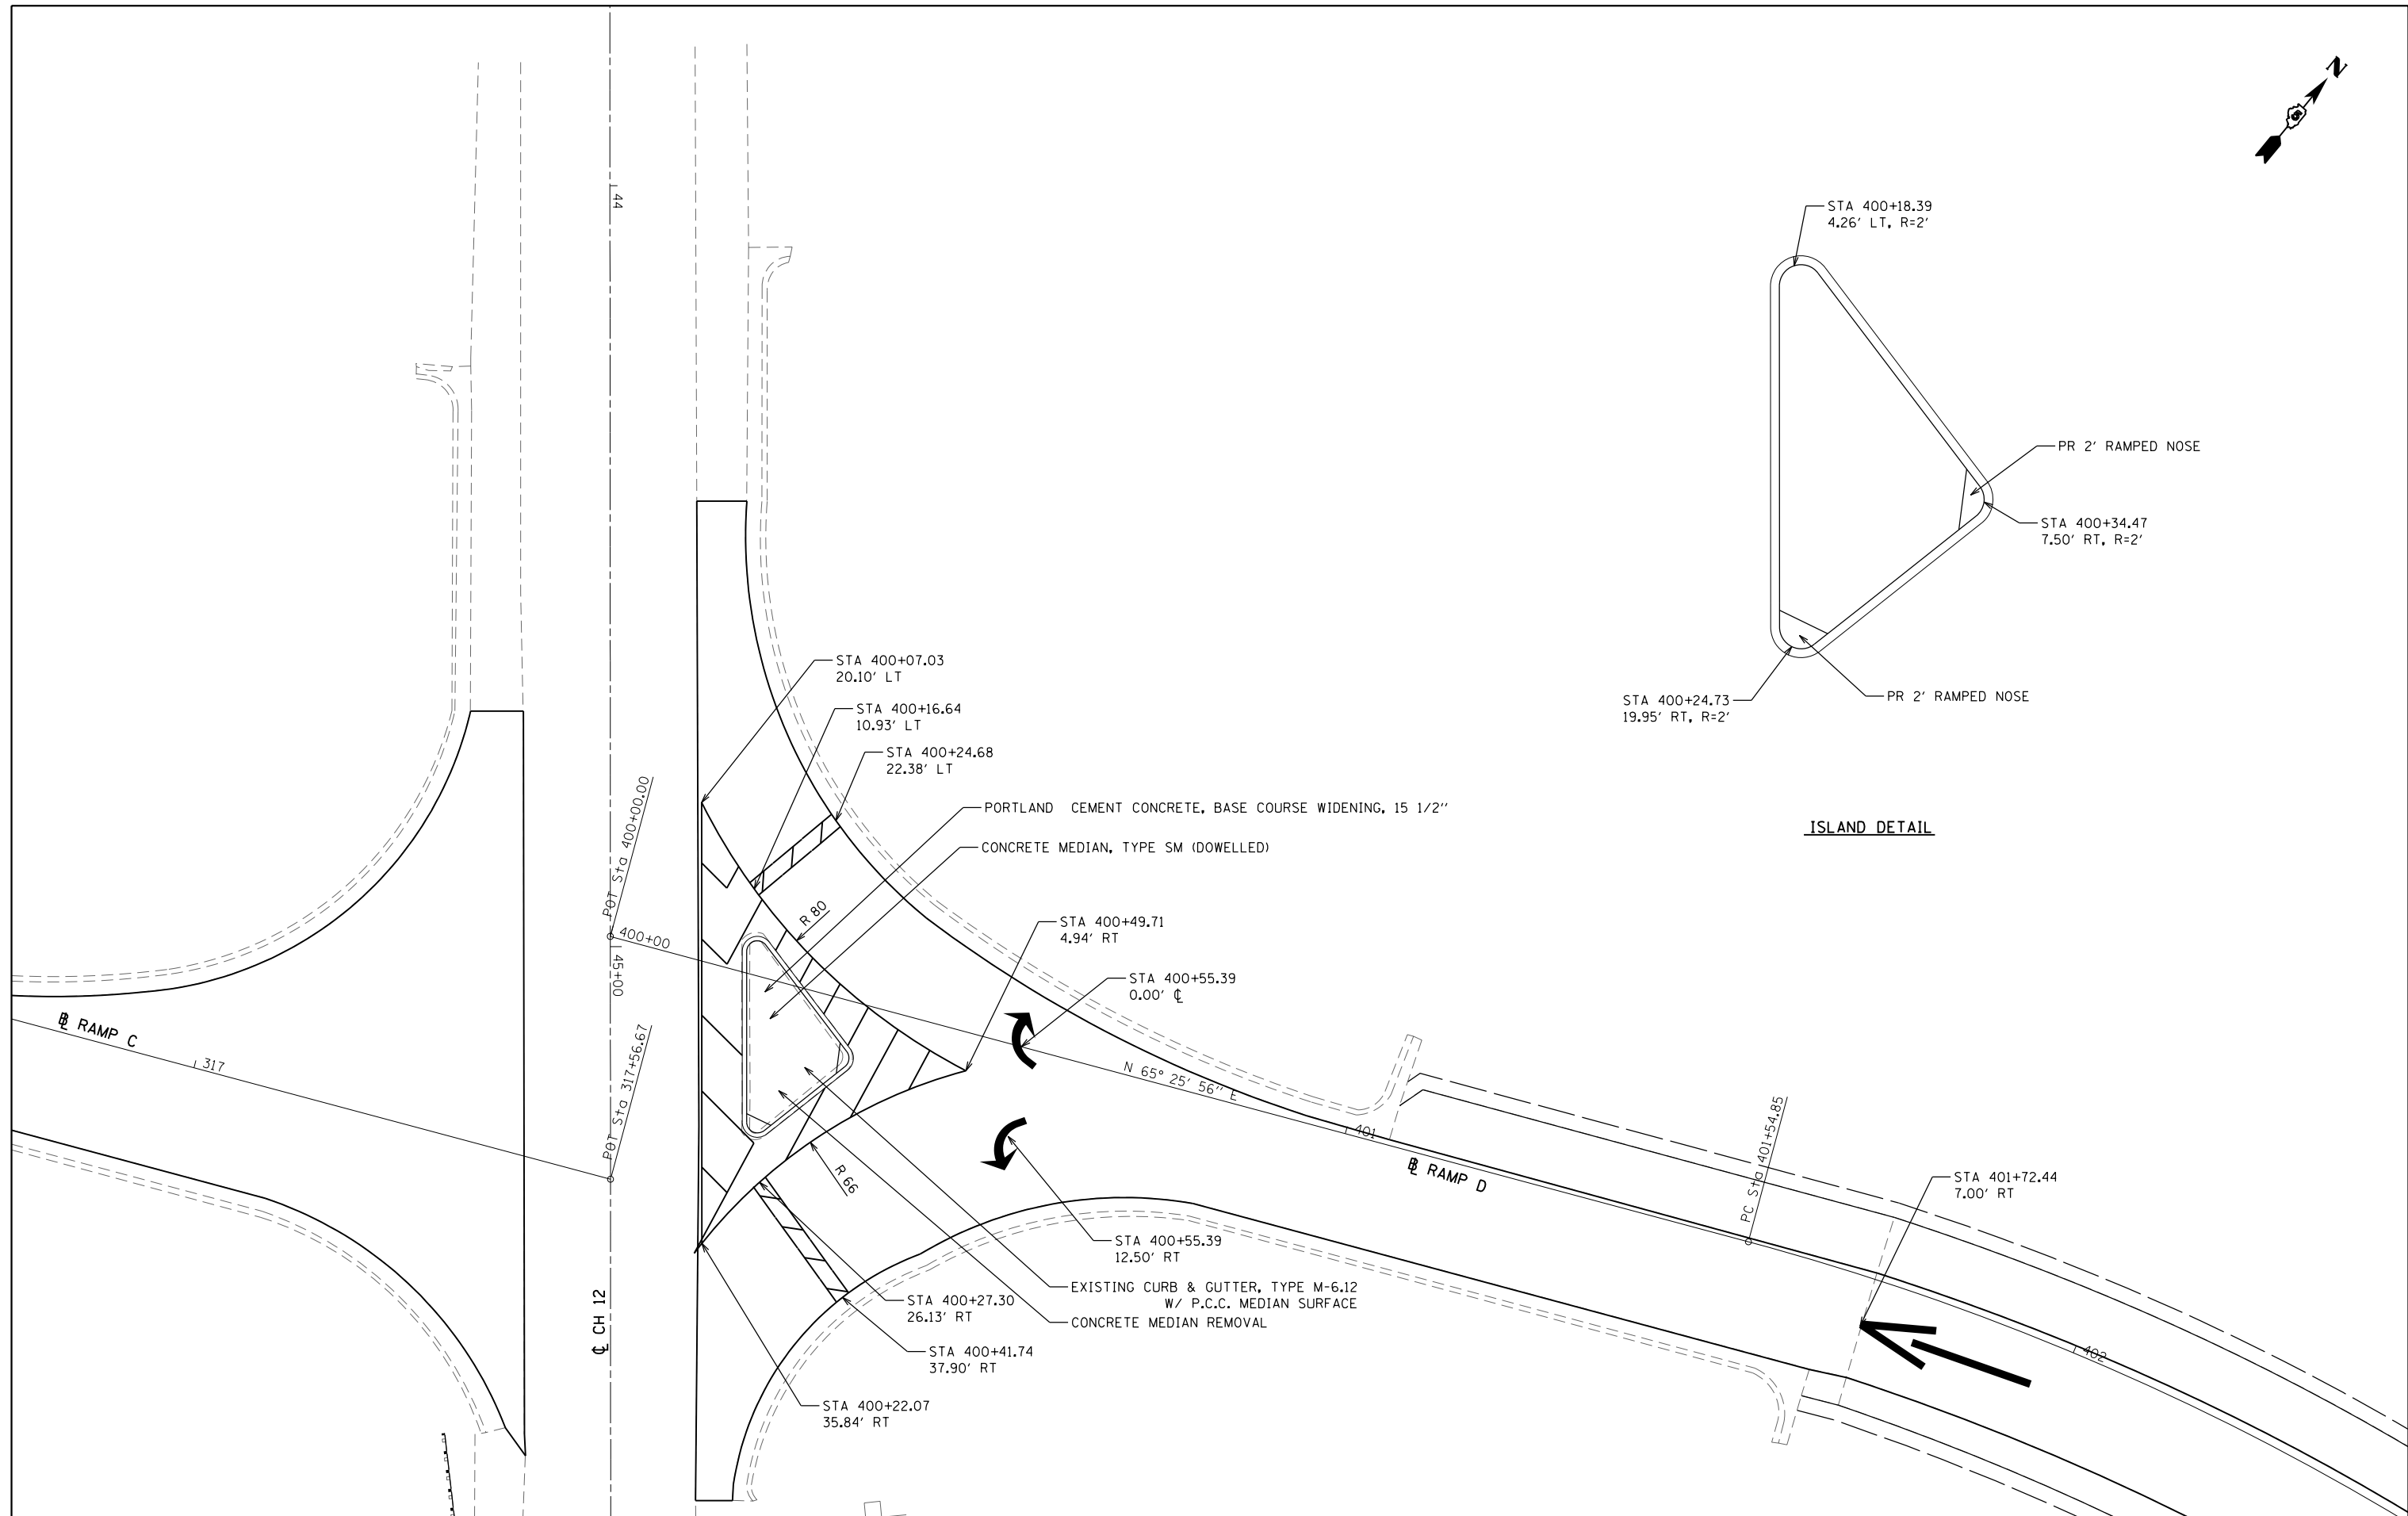 N
44
STA 400+18.39
4.26' LT, R=2'
PR 2' RAMPED NOSE
STA 400+34.47
7.50' RT, R=2'
STA 400+24.73
19.95' RT, R=2'
PR 2' RAMPED NOSE
ISLAND DETAIL
STA 400+07.03
20.10' LT
STA 400+16.64
10.93' LT
STA 400+24.68
22.38' LT
PORTLAND CEMENT CONCRETE, BASE COURSE WIDENING, 15 1/2"
CONCRETE MEDIAN, TYPE SM (DOWELLED)
POT Sta 400+00.00
400+00
45+00
R 80
STA 400+49.71
4.94' RT
STA 400+55.39
0.00' ℄
℄ RAMP C
317
POT Sta 317+56.67
N 65° 25' 56" E
401
℄ RAMP D
PC Sta 401+54.85
STA 401+72.44
7.00' RT
402
R 66
STA 400+55.39
12.50' RT
EXISTING CURB & GUTTER, TYPE M-6.12
W/ P.C.C. MEDIAN SURFACE
CONCRETE MEDIAN REMOVAL
STA 400+27.30
26.13' RT
STA 400+41.74
37.90' RT
STA 400+22.07
35.84' RT
℄ CH 12